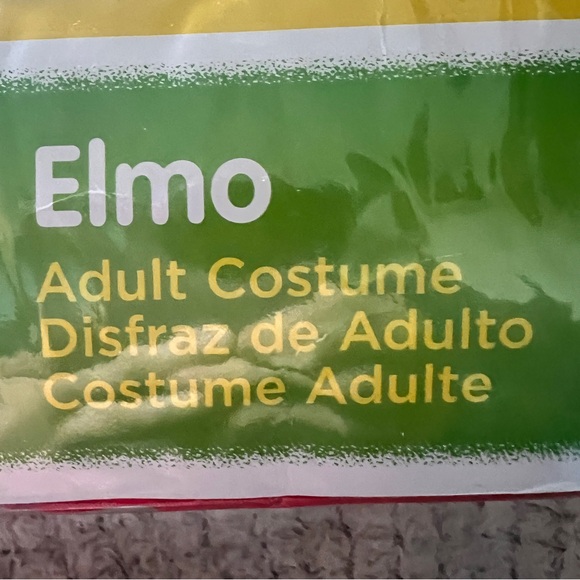 Elmo
Adult Costume
Disfraz de Adulto
Costume Adulte